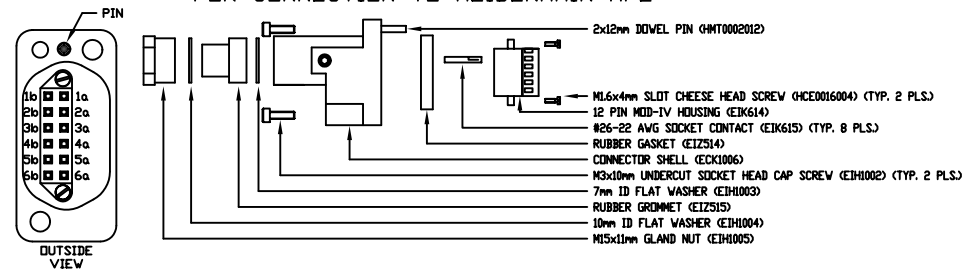 PIN
2x12mm DOWEL PIN (HMT0002012)
1b 1a
2b 2a
3b 3a
4b 4a
5b 5a
6b 6a
M1.6x4mm SLOT CHEESE HEAD SCREW (HCE0016004) (TYP. 2 PLS.)
12 PIN MOD-IV HOUSING (EIK614)
#26-22 AWG SOCKET CONTACT (EIK615) (TYP. 8 PLS.)
RUBBER GASKET (EIZ514)
CONNECTOR SHELL (ECK1006)
M3x10mm UNDERCUT SOCKET HEAD CAP SCREW (EIH1002) (TYP. 2 PLS.)
7mm ID FLAT WASHER (EIH1003)
RUBBER GROMMET (EIZ515)
10mm ID FLAT WASHER (EIH1004)
M15x11mm GLAND NUT (EIH1005)
OUTSIDE
VIEW